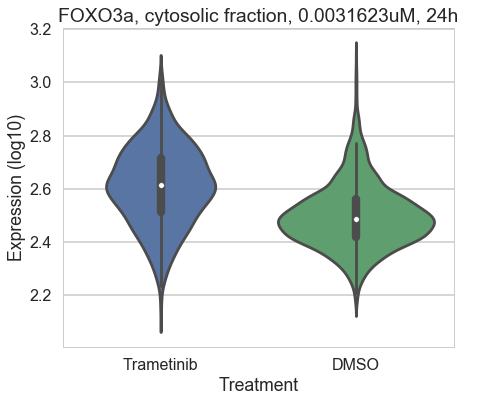 FOXO3a, cytosolic fraction, 0.0031623uM, 24h
3.2
3.0
2.8
2.6
2.4
2.2
Expression (log10)
Trametinib DMSO
Treatment